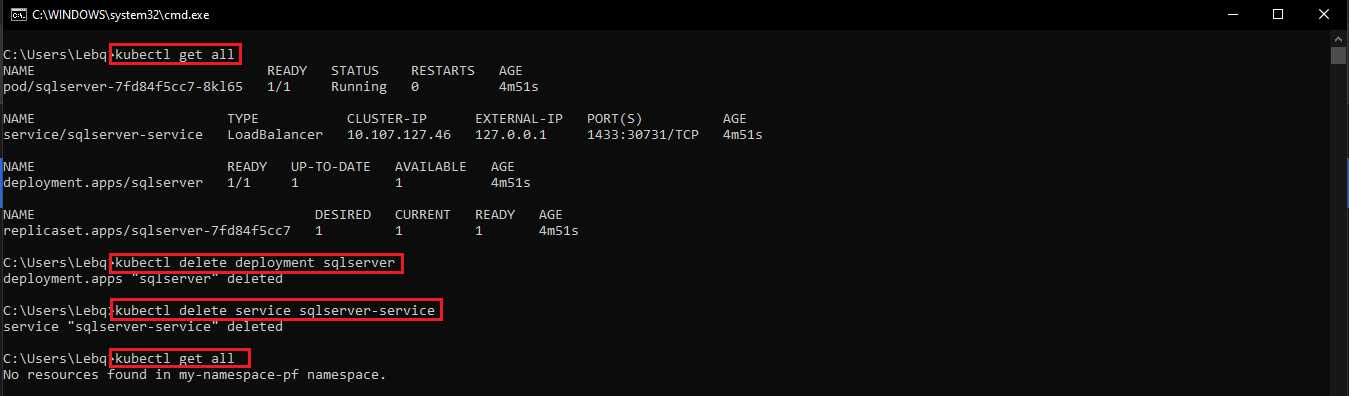 C:\WINDOWS\system32\cmd.exe
C:\Users\Lebq>kubectl get all
NAME                             READY   STATUS    RESTARTS   AGE
pod/sqlserver-7fd84f5cc7-8kl65   1/1     Running   0          4m51s
NAME                        TYPE           CLUSTER-IP      EXTERNAL-IP   PORT(S)          AGE
service/sqlserver-service   LoadBalancer   10.107.127.46   127.0.0.1     1433:30731/TCP   4m51s
NAME                        READY   UP-TO-DATE   AVAILABLE   AGE
deployment.apps/sqlserver   1/1     1            1           4m51s
NAME                                   DESIRED   CURRENT   READY   AGE
replicaset.apps/sqlserver-7fd84f5cc7   1         1         1       4m51s
C:\Users\Lebq>kubectl delete deployment sqlserver
deployment.apps "sqlserver" deleted
C:\Users\Lebq>kubectl delete service sqlserver-service
service "sqlserver-service" deleted
C:\Users\Lebq>kubectl get all
No resources found in my-namespace-pf namespace.